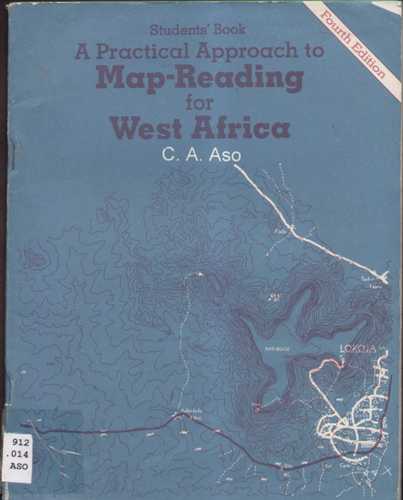 Students' Book
Fourth Edition
A Practical Approach to
Map-Reading
for
West Africa
C. A. Aso
LOKOJA
912
.014
ASO